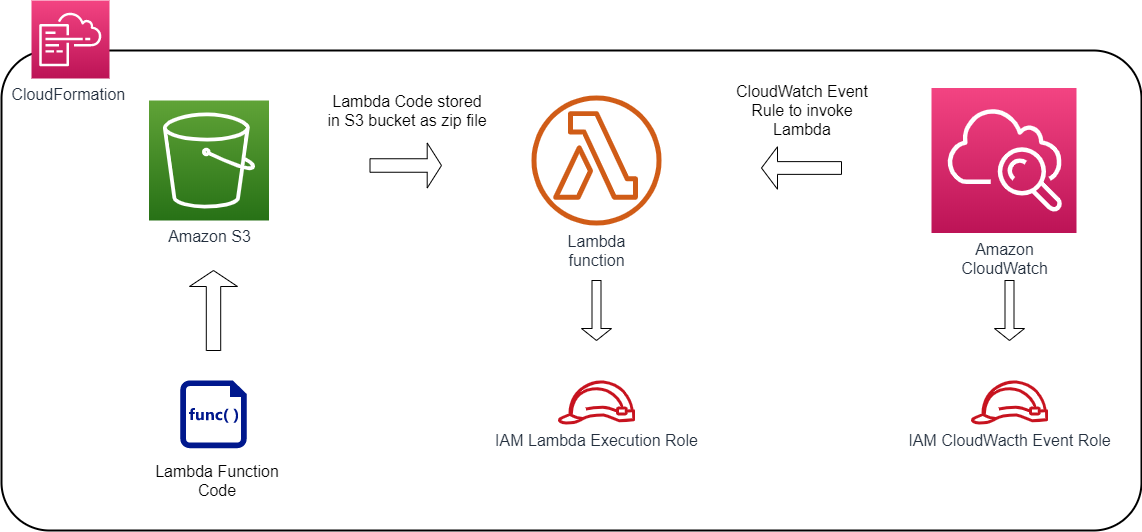 CloudFormation
Lambda Code stored
in S3 bucket as zip file
CloudWatch Event
Rule to invoke
Lambda
Amazon S3
Lambda
function
Amazon
CloudWatch
func( )
Lambda Function
Code
IAM Lambda Execution Role
IAM CloudWacth Event Role